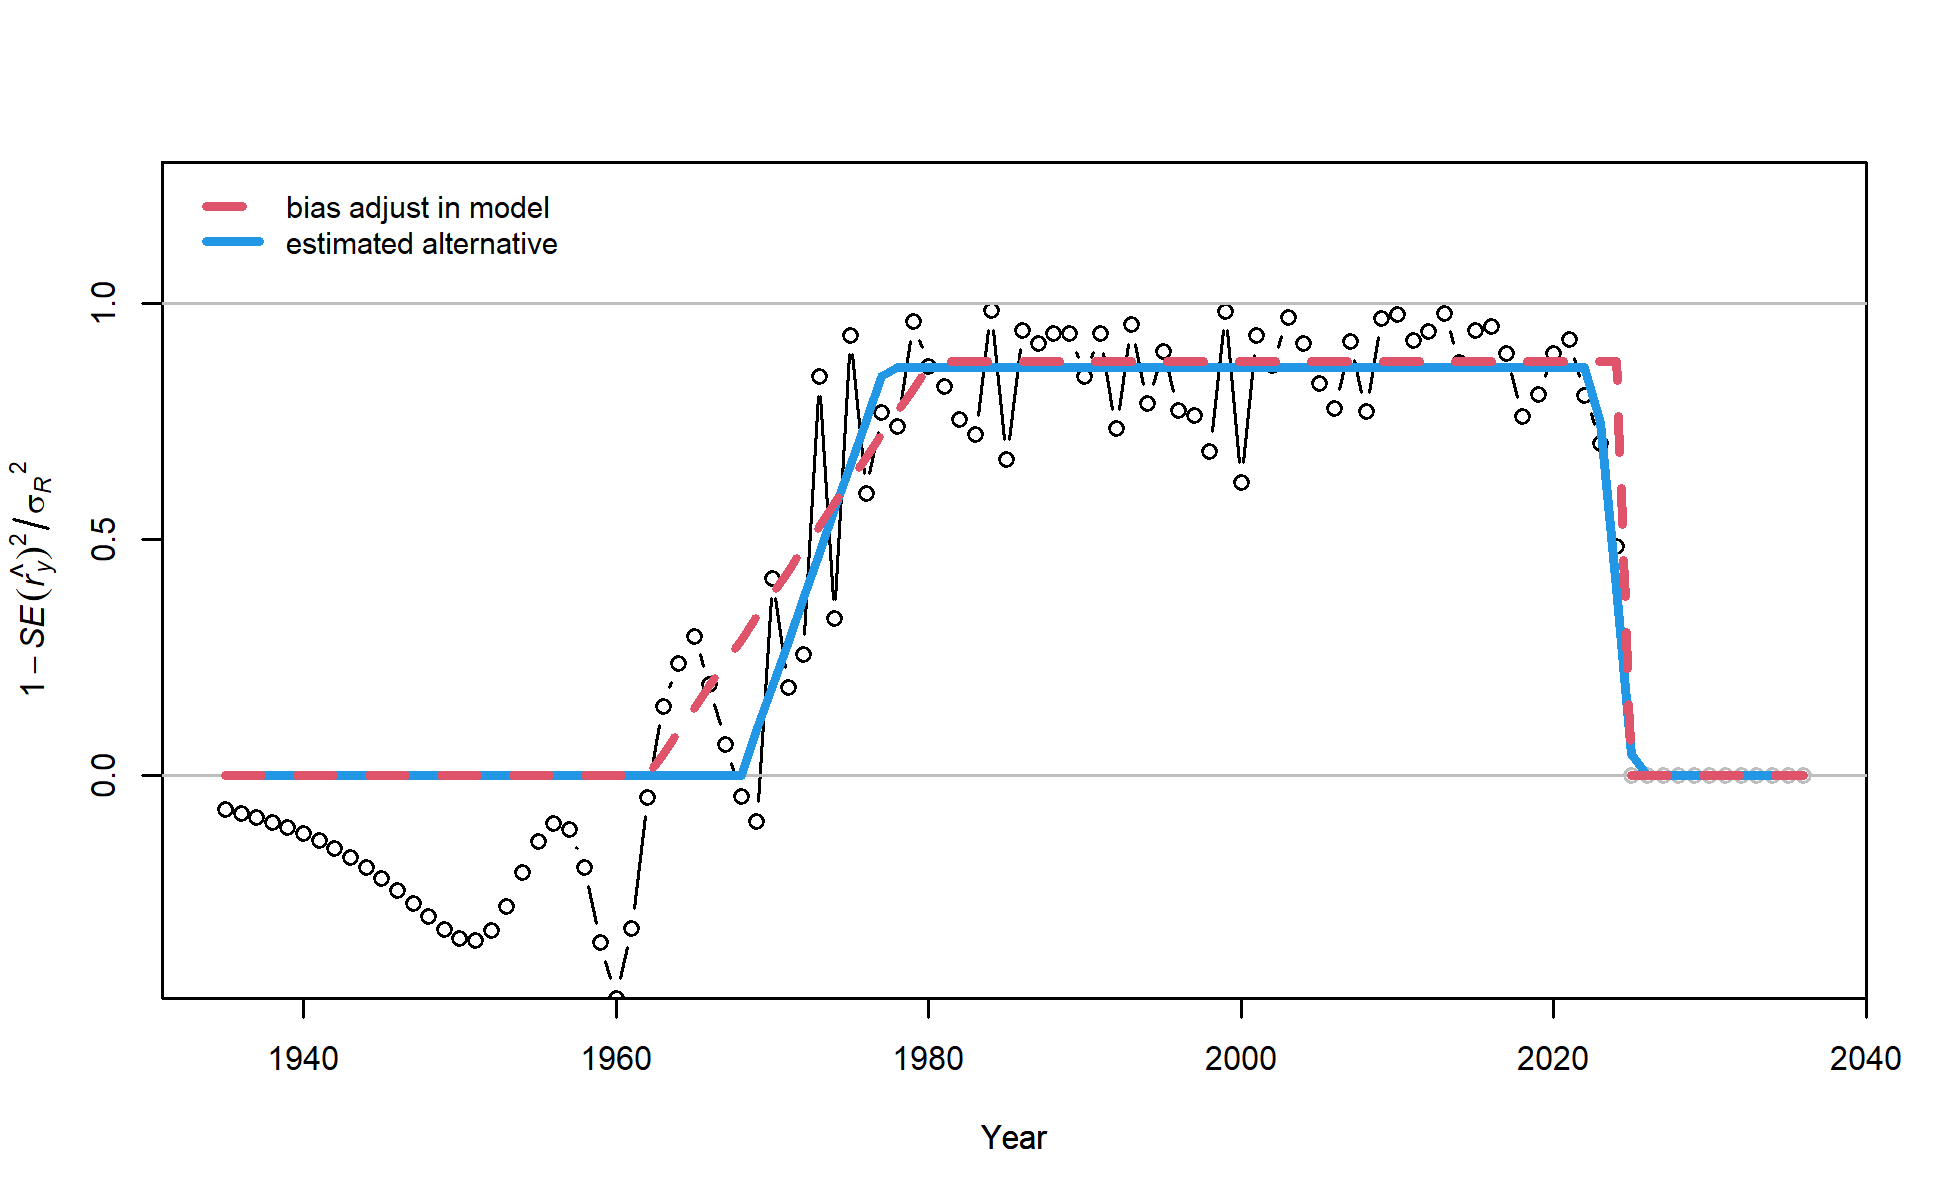 bias adjust in model
estimated alternative
1 − SE(r̂y)² / σR²
1.0
0.5
0.0
1940 1960 1980 2000 2020 2040
Year